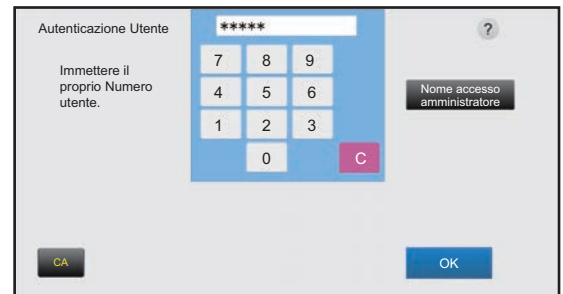 Autenticazione Utente
*****
?
Immettere il
proprio Numero
utente.
7 8 9
4 5 6
1 2 3
0 C
Nome accesso
amministratore
CA
OK